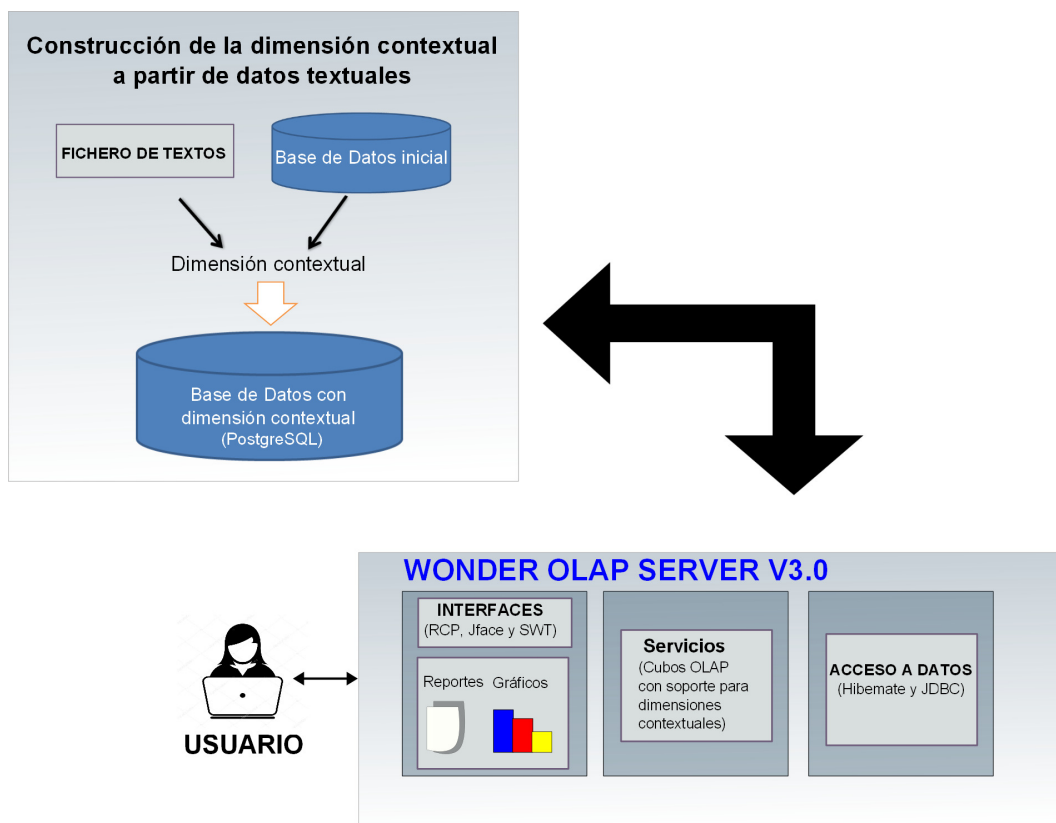 Construcción de la dimensión contextual
a partir de datos textuales
FICHERO DE TEXTOS
Base de Datos inicial
Dimensión contextual
Base de Datos con
dimensión contextual
(PostgreSQL)
WONDER OLAP SERVER V3.0
INTERFACES
(RCP, Jface y SWT)
Reportes
Gráficos
Servicios
(Cubos OLAP
con soporte para
dimensiones
contextuales)
ACCESO A DATOS
(Hibemate y JDBC)
USUARIO